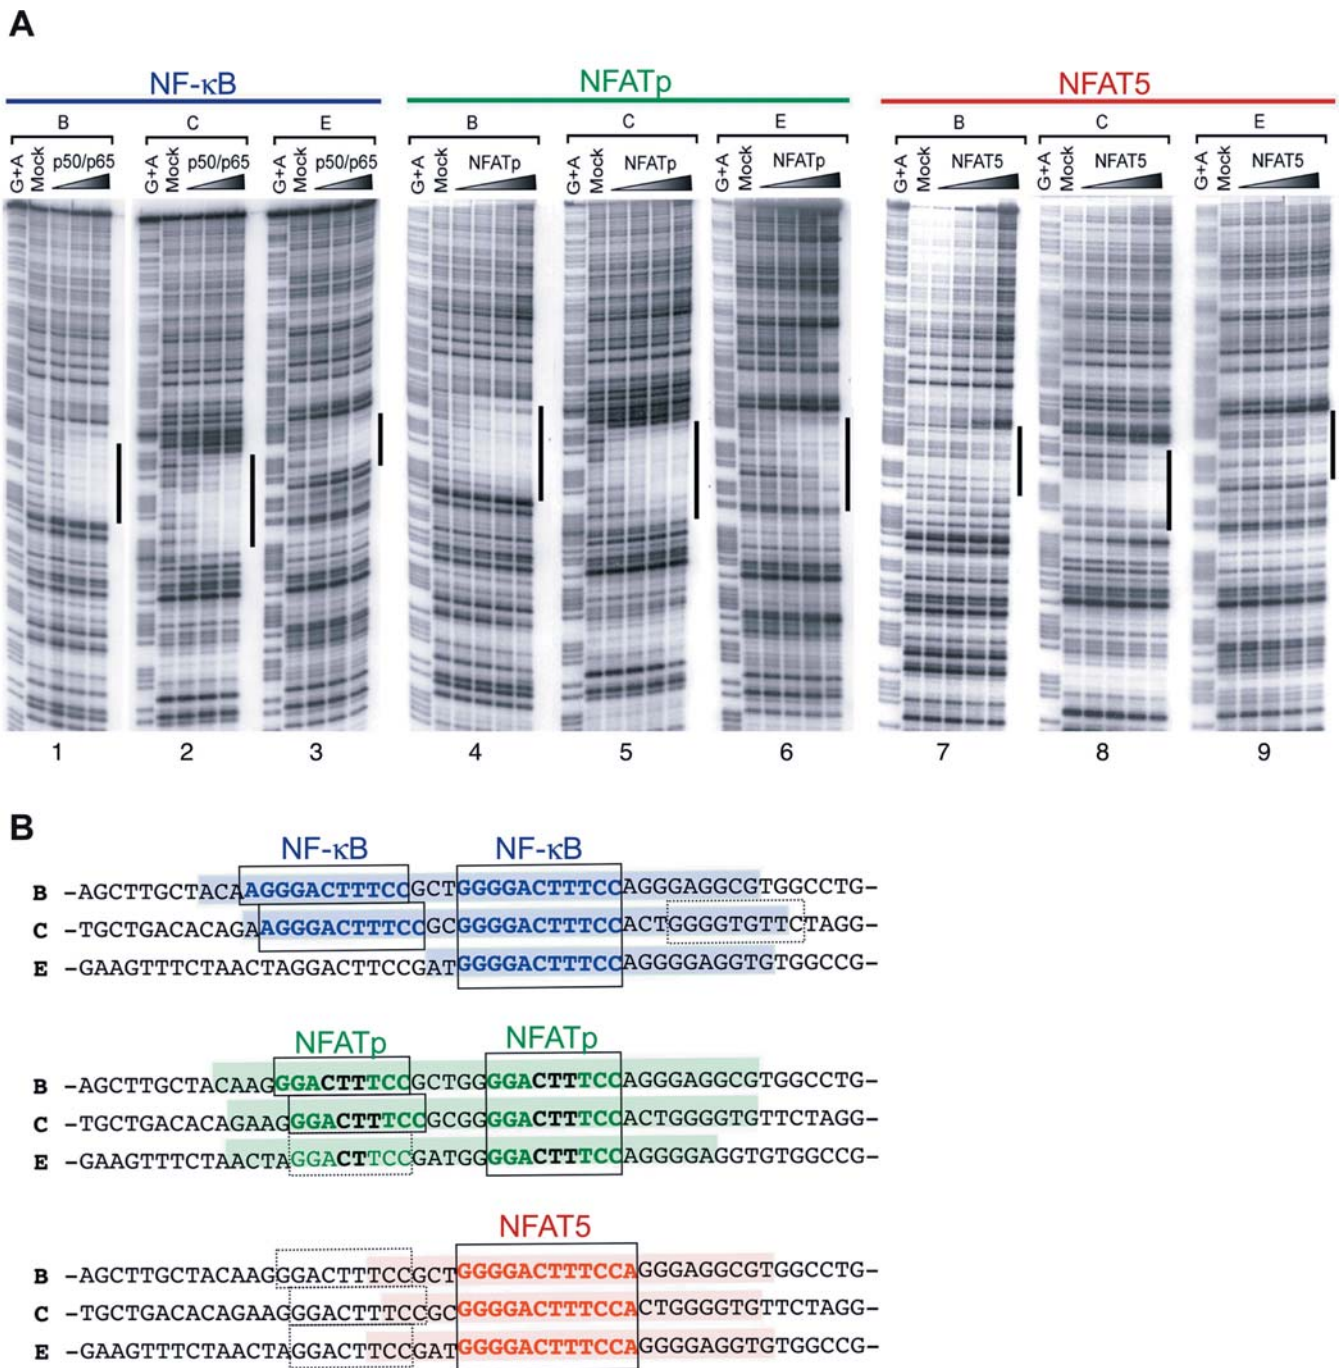 A
NF-κB NFATp NFAT5
B C E B C E B C E
G+A Mock p50/p65 G+A Mock p50/p65 G+A Mock p50/p65 G+A Mock NFATp G+A Mock NFATp G+A Mock NFATp G+A Mock NFAT5 G+A Mock NFAT5 G+A Mock NFAT5
1 2 3 4 5 6 7 8 9
B
NF-κB NF-κB
B -AGCTTGCTACAAGGGACTTTCCGCTGGGGACTTTCCAGGGAGGCGTGGCCTG-
C -TGCTGACACAGAAGGGACTTTCCGCGGGGACTTTCCACTGGGGTGTTCTAGG-
E -GAAGTTTCTAACTAGGACTTCCGATGGGGACTTTCCAGGGGAGGTGTGGCCG-
NFATp NFATp
B -AGCTTGCTACAAGGGACTTTCCGCTGGGGACTTTCCAGGGAGGCGTGGCCTG-
C -TGCTGACACAGAAGGGACTTTCCGCGGGGACTTTCCACTGGGGTGTTCTAGG-
E -GAAGTTTCTAACTAGGACTTCCGATGGGGACTTTCCAGGGGAGGTGTGGCCG-
NFAT5
B -AGCTTGCTACAAGGGACTTTCCGCTGGGGACTTTCCAGGGAGGCGTGGCCTG-
C -TGCTGACACAGAAGGGACTTTCCGCGGGGACTTTCCACTGGGGTGTTCTAGG-
E -GAAGTTTCTAACTAGGACTTCCGATGGGGACTTTCCAGGGGAGGTGTGGCCG-